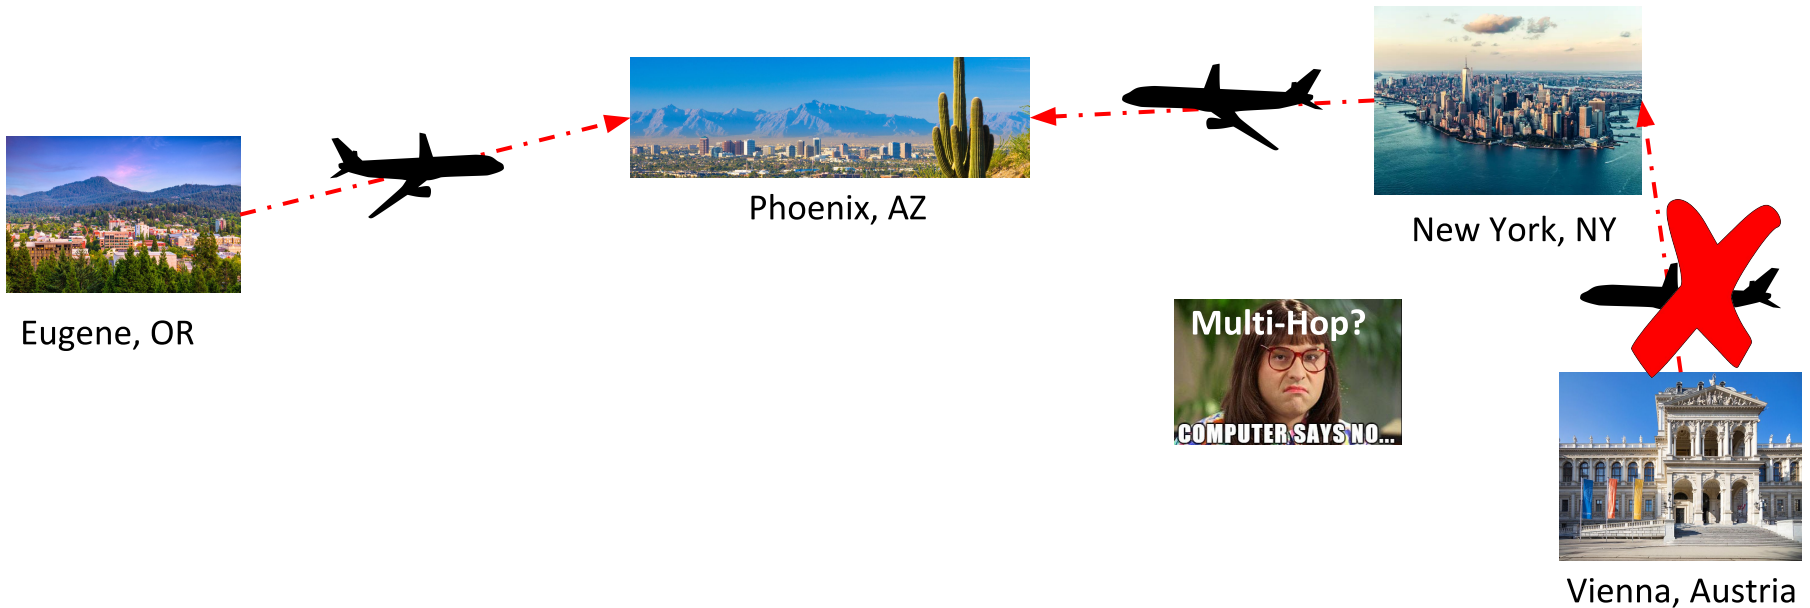 Eugene, OR
Phoenix, AZ
New York, NY
Multi-Hop?
COMPUTER SAYS NO...
Vienna, Austria